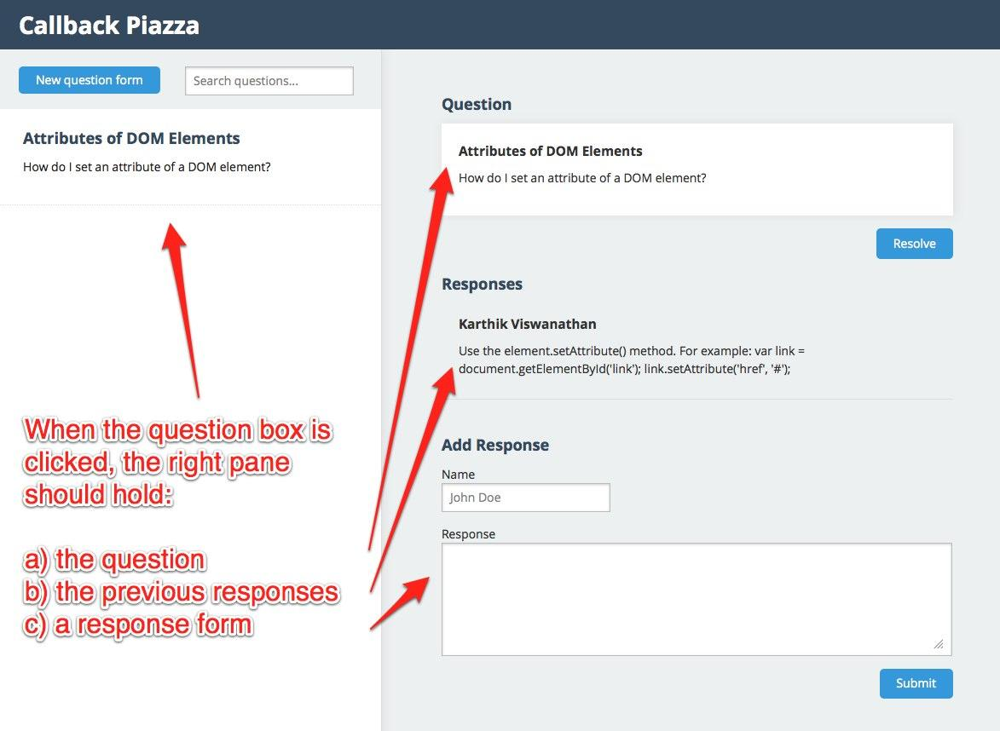 Callback Piazza
New question form
Search questions...
Attributes of DOM Elements
How do I set an attribute of a DOM element?
When the question box is
clicked, the right pane
should hold:
a) the question
b) the previous responses
c) a response form
Question
Attributes of DOM Elements
How do I set an attribute of a DOM element?
Resolve
Responses
Karthik Viswanathan
Use the element.setAttribute() method. For example: var link =
document.getElementById('link'); link.setAttribute('href', '#');
Add Response
Name
John Doe
Response
Submit